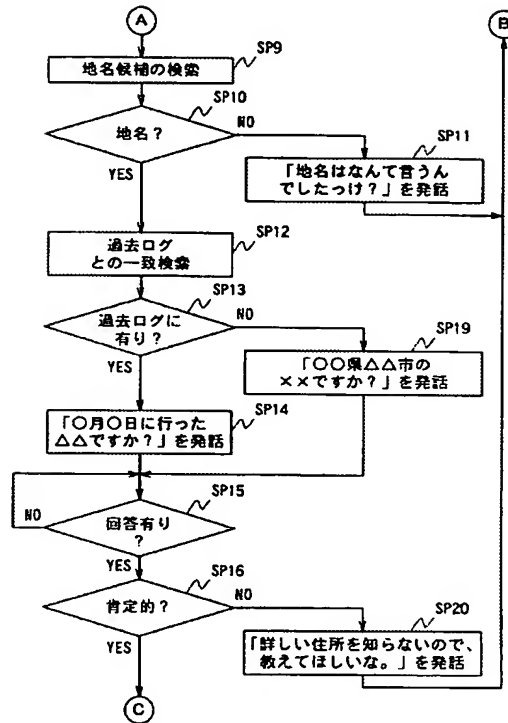 A
B
SP9
地名候補の検索
SP10
地名？
NO
YES
SP11
「地名はなんて言うん
でしたっけ？」を発話
SP12
過去ログ
との一致検索
SP13
過去ログに
有り？
NO
YES
SP19
「〇〇県△△市の
××ですか？」を発話
SP14
「〇月〇日に行った
△△ですか？」を発話
SP15
回答有り
？
NO
YES
SP16
肯定的？
NO
YES
SP20
「詳しい住所を知らないので、
教えてほしいな。」を発話
C